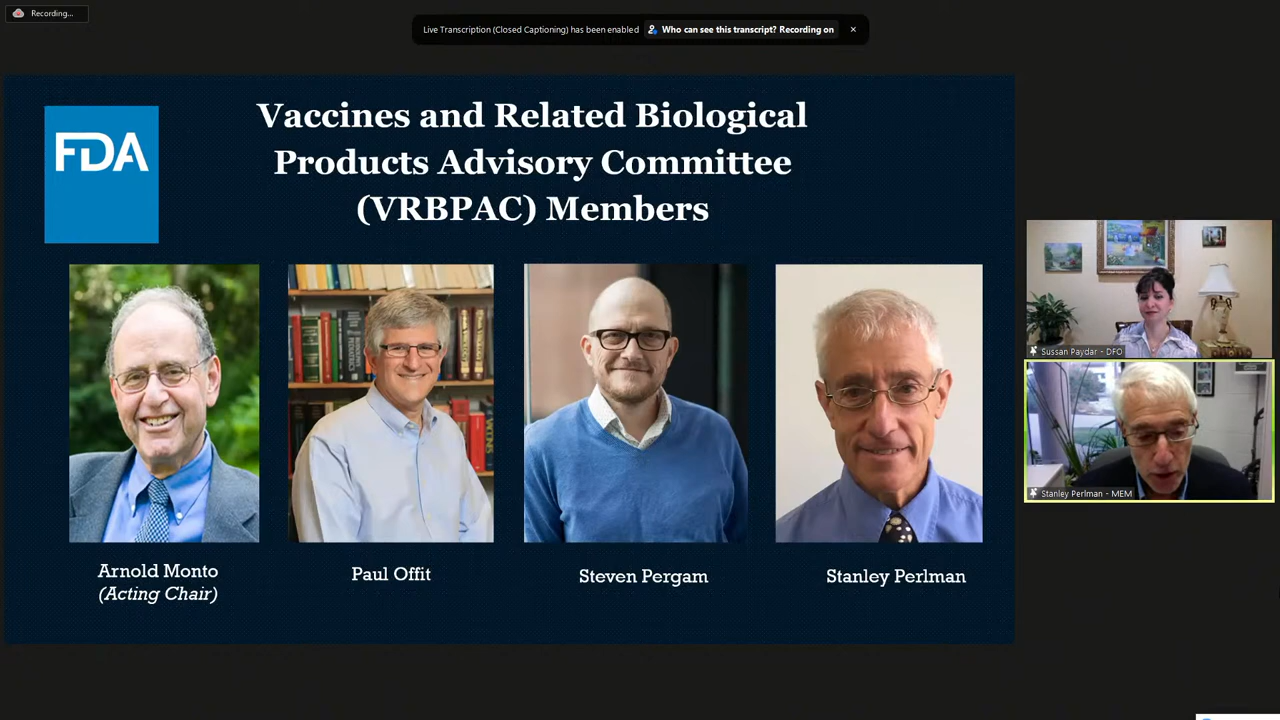 Recording...
Live Transcription (Closed Captioning) has been enabled
Who can see this transcript? Recording on
FDA
Vaccines and Related Biological
Products Advisory Committee
(VRBPAC) Members
Arnold Monto
(Acting Chair)
Paul Offit
Steven Pergam
Stanley Perlman
Sussan Paydar - DFO
Stanley Perlman - MEM